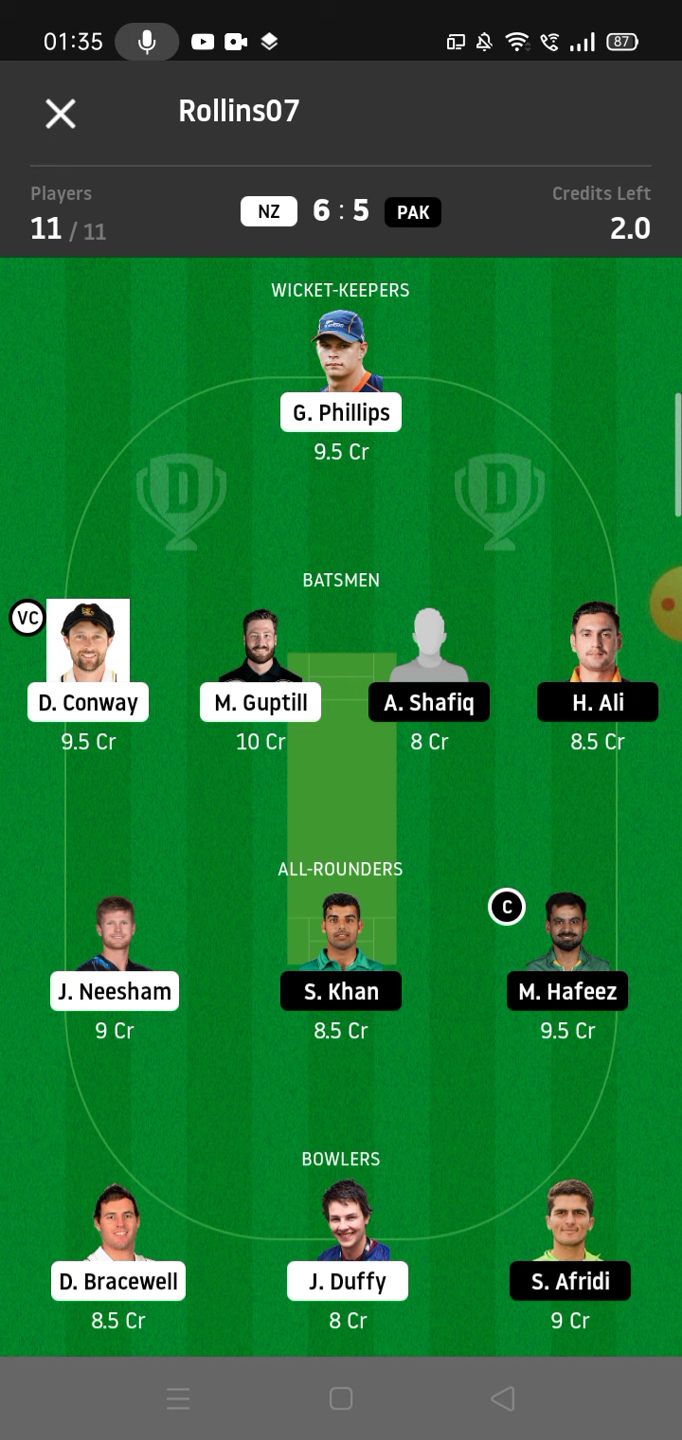 01:35
87
Rollins07
Players
Credits Left
11 / 11
NZ 6 : 5 PAK
2.0
WICKET-KEEPERS
G. Phillips
9.5 Cr
D D
BATSMEN
VC
D. Conway M. Guptill A. Shafiq H. Ali
9.5 Cr 10 Cr 8 Cr 8.5 Cr
ALL-ROUNDERS
C
J. Neesham S. Khan M. Hafeez
9 Cr 8.5 Cr 9.5 Cr
BOWLERS
D. Bracewell J. Duffy S. Afridi
8.5 Cr 8 Cr 9 Cr